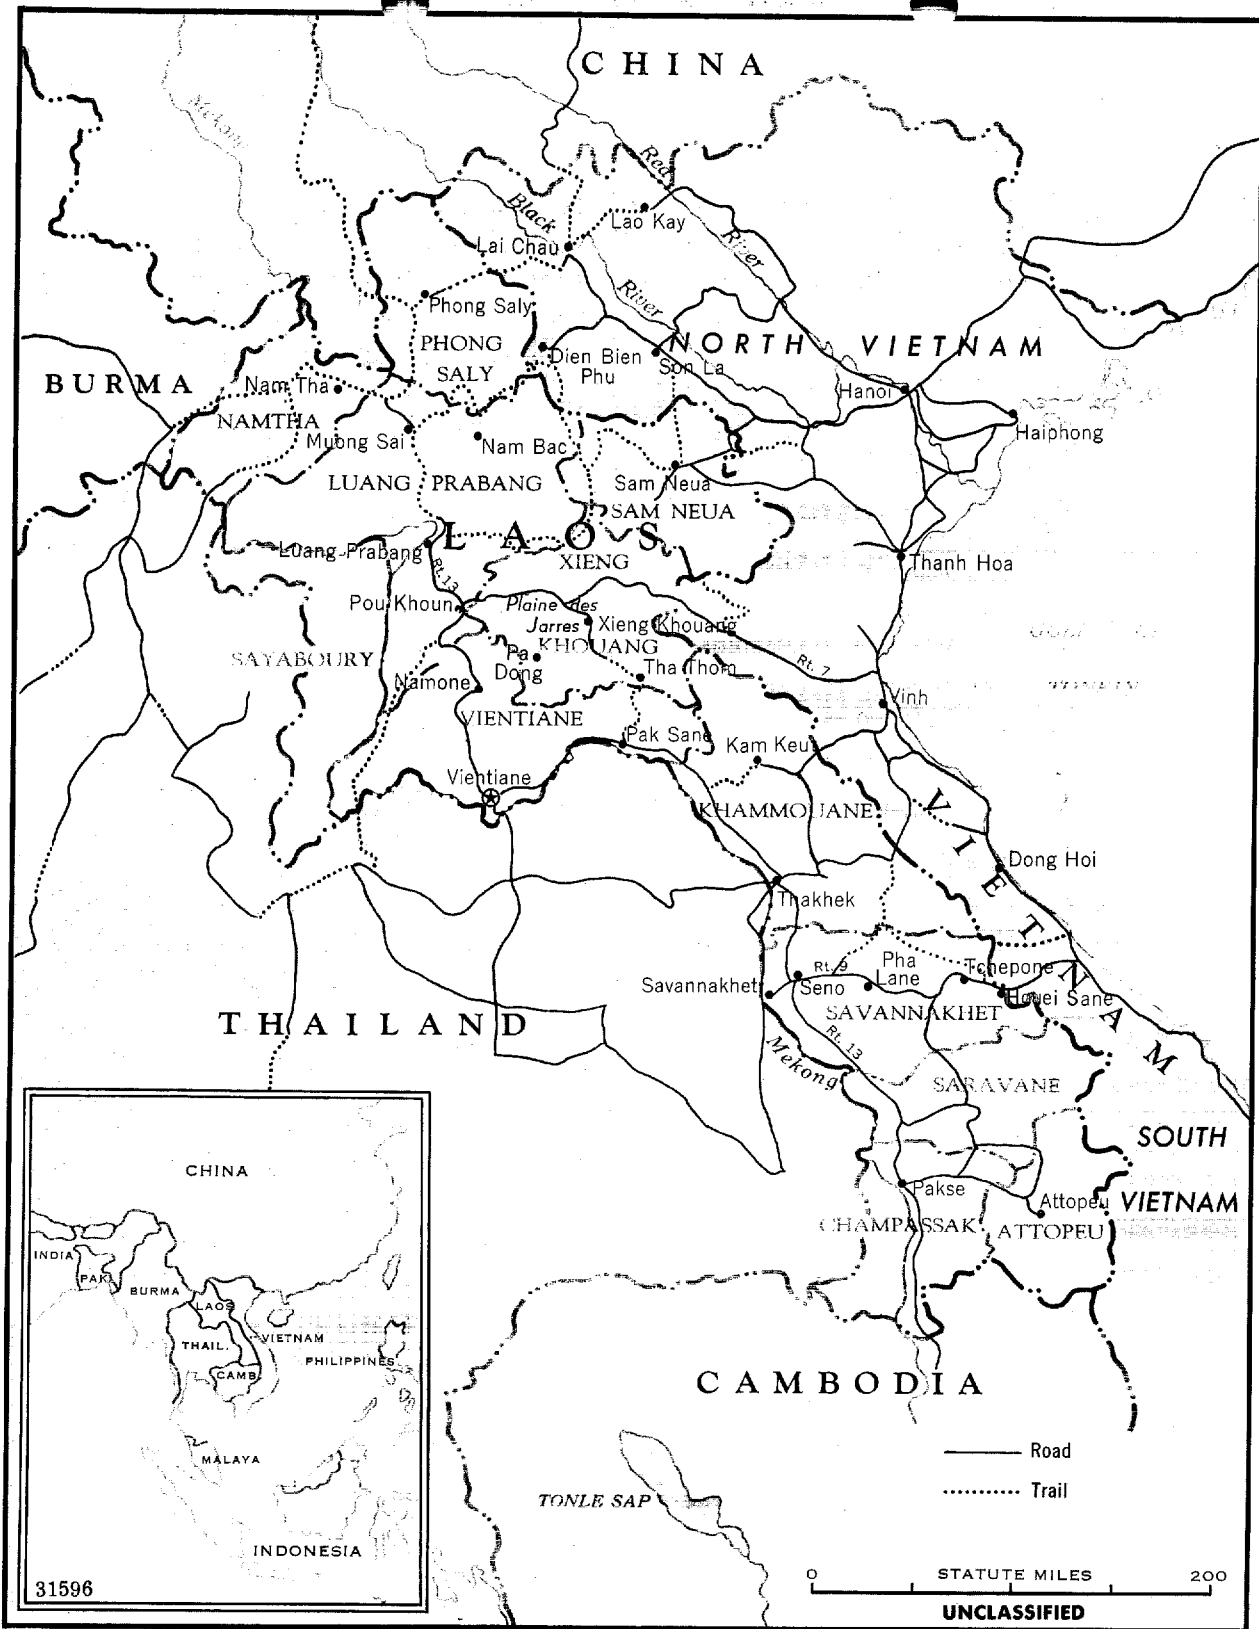 CHINA
Mekong
Red
River
Black
River
Lao Kay
Lai Chau
Phong Saly
PHONG
SALY
Dien Bien
Phu
Son La
NORTH VIETNAM
BURMA
Nam Tha
NAMTHA
Muong Sai
Nam Bac
Hanoi
Haiphong
LUANG PRABANG
Sam Neua
SAM NEUA
LAOS
Luang Prabang
XIENG
Thanh Hoa
Rt. 13
Pou Khoun
Plaine des
Jarres
Xieng Khouang
KHOUANG
SAYABOURY
Pa
Dong
Tha Thom
Rt. 7
Namone
Vinh
VIENTIANE
Pak Sane
Kam Keut
Vientiane
KHAMMOUANE
VIETNAM
Dong Hoi
Thakhek
Rt. 9
Pha
Lane
Tchepone
Savannakhet
Seno
Houei Sane
SAVANNAKHET
THAILAND
Rt. 13
Mekong
SARAVANE
SOUTH
VIETNAM
Pakse
Attopeu
CHAMPASSAK
ATTOPEU
CAMBODIA
TONLE SAP
Road
Trail
0 STATUTE MILES 200
UNCLASSIFIED
CHINA
INDIA
PAK.
BURMA
LAOS
VIETNAM
THAIL.
PHILIPPINES
CAMB.
MALAYA
INDONESIA
31596